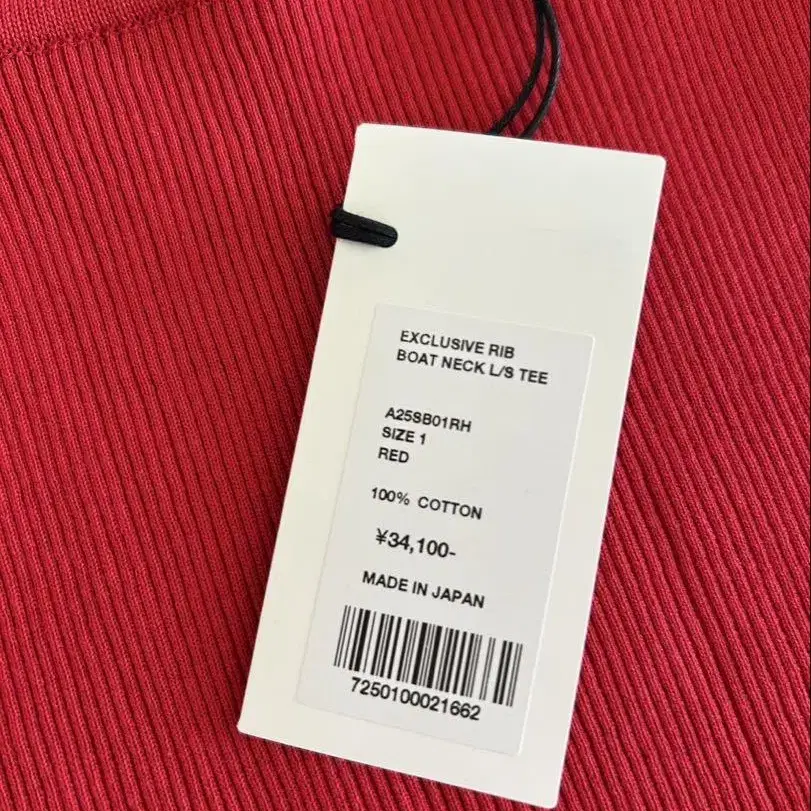 EXCLUSIVE RIB
BOAT NECK L/S TEE
A25SB01RH
SIZE 1
RED
100% COTTON
¥34,100-
MADE IN JAPAN
7250100021662